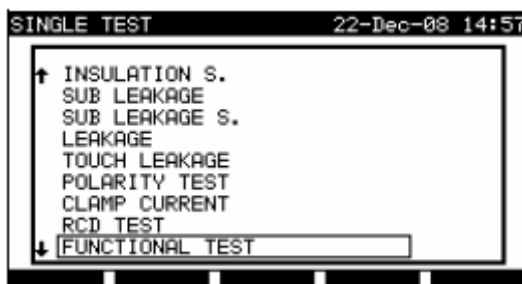 SINGLE TEST 22-Dec-08 14:57
↑ INSULATION S.
SUB LEAKAGE
SUB LEAKAGE S.
LEAKAGE
TOUCH LEAKAGE
POLARITY TEST
CLAMP CURRENT
RCD TEST
↓ FUNCTIONAL TEST